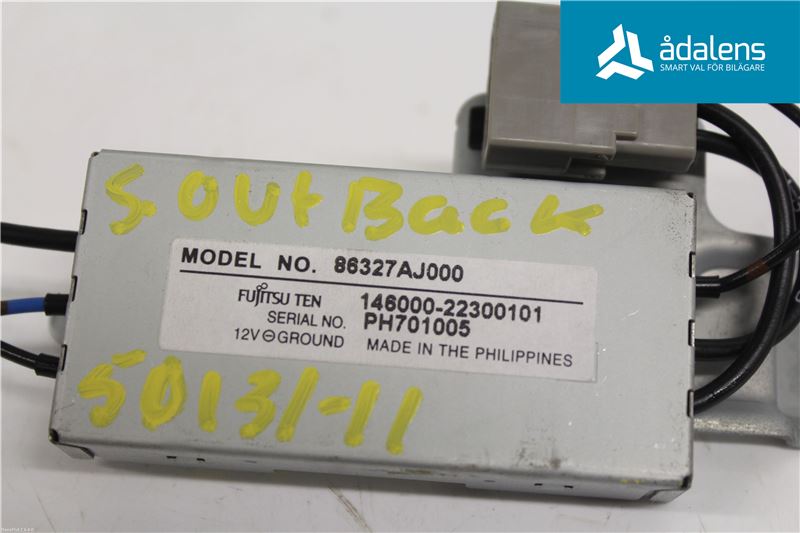 ådalens
SMART VAL FÖR BILÄGARE
S. OUtBack
MODEL NO. 86327AJ000
FUJITSU TEN 146000-22300101
SERIAL NO. PH701005
12V⊖GROUND MADE IN THE PHILIPPINES
50131-11